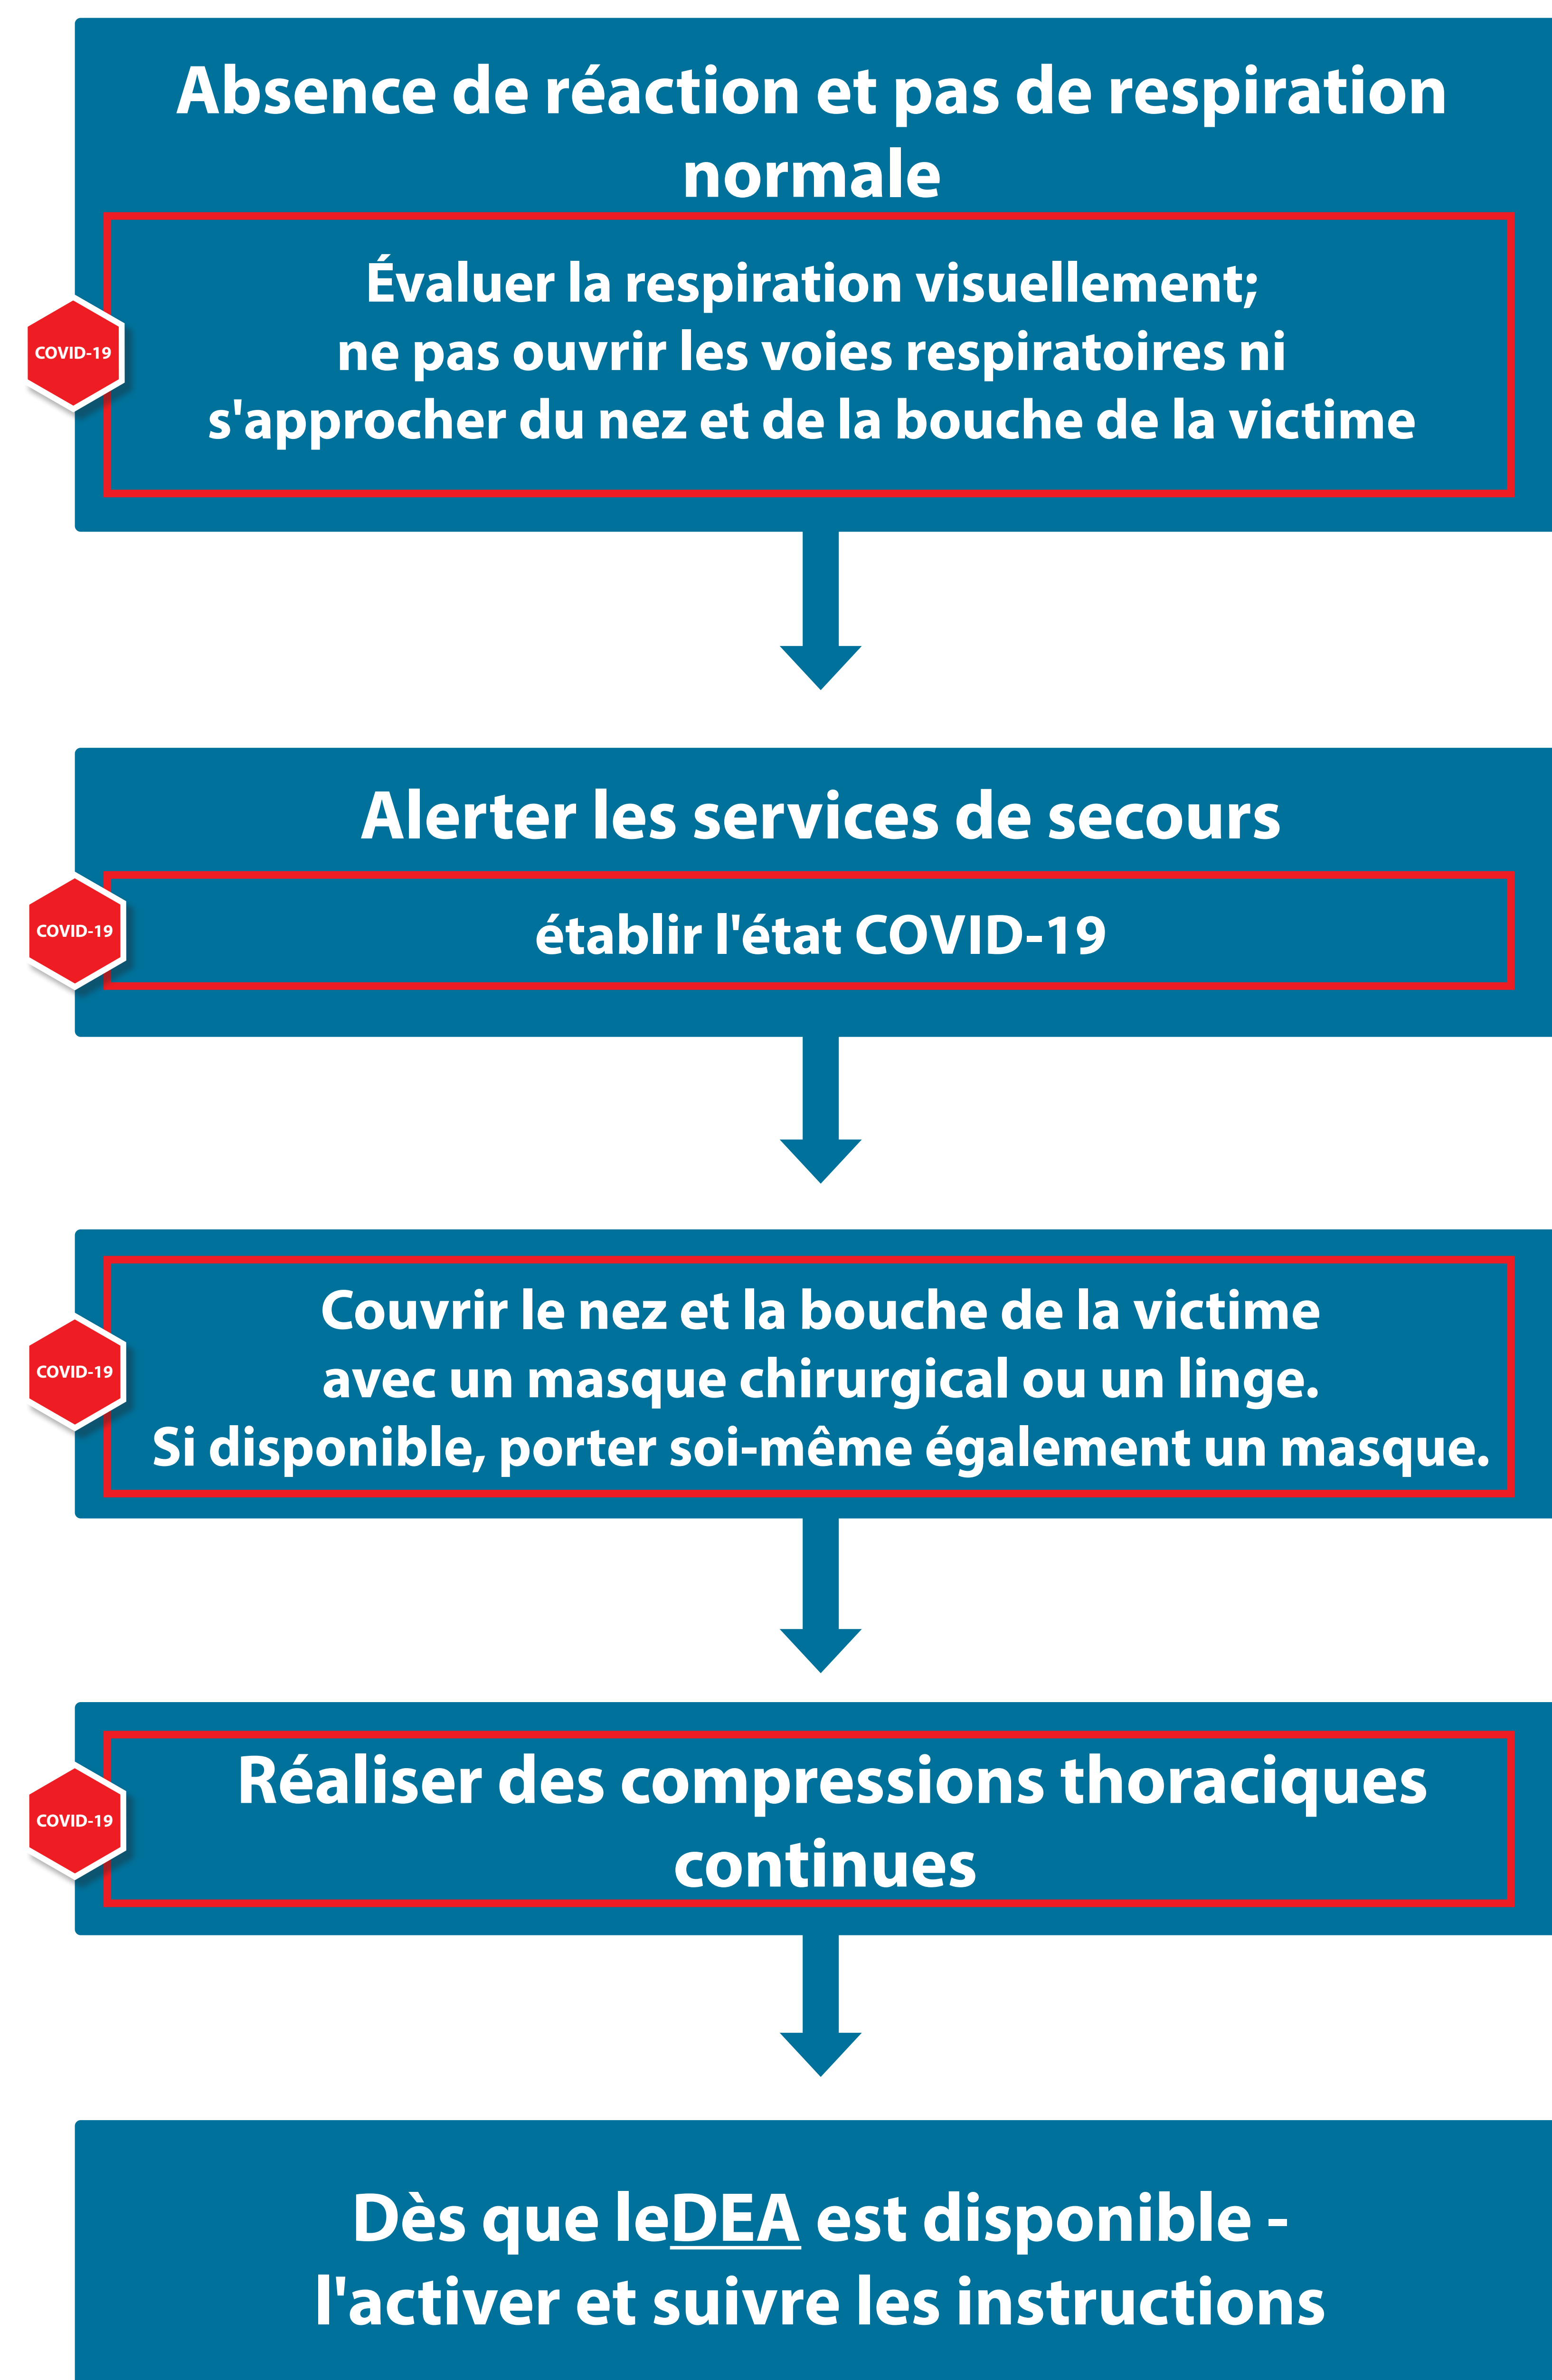 Absence de réaction et pas de respiration
normale
Évaluer la respiration visuellement;
ne pas ouvrir les voies respiratoires ni
COVID-19
s'approcher du nez et de la bouche de la victime
Alerter les services de secours
COVID-19
établir l'état COVID-19
Couvrir le nez et la bouche de la victime
COVID-19
avec un masque chirurgical ou un linge.
Si disponible, porter soi-même également un masque.
Réaliser des compressions thoraciques
COVID-19
continues
Dès que leDEA est disponible -
l'activer et suivre les instructions